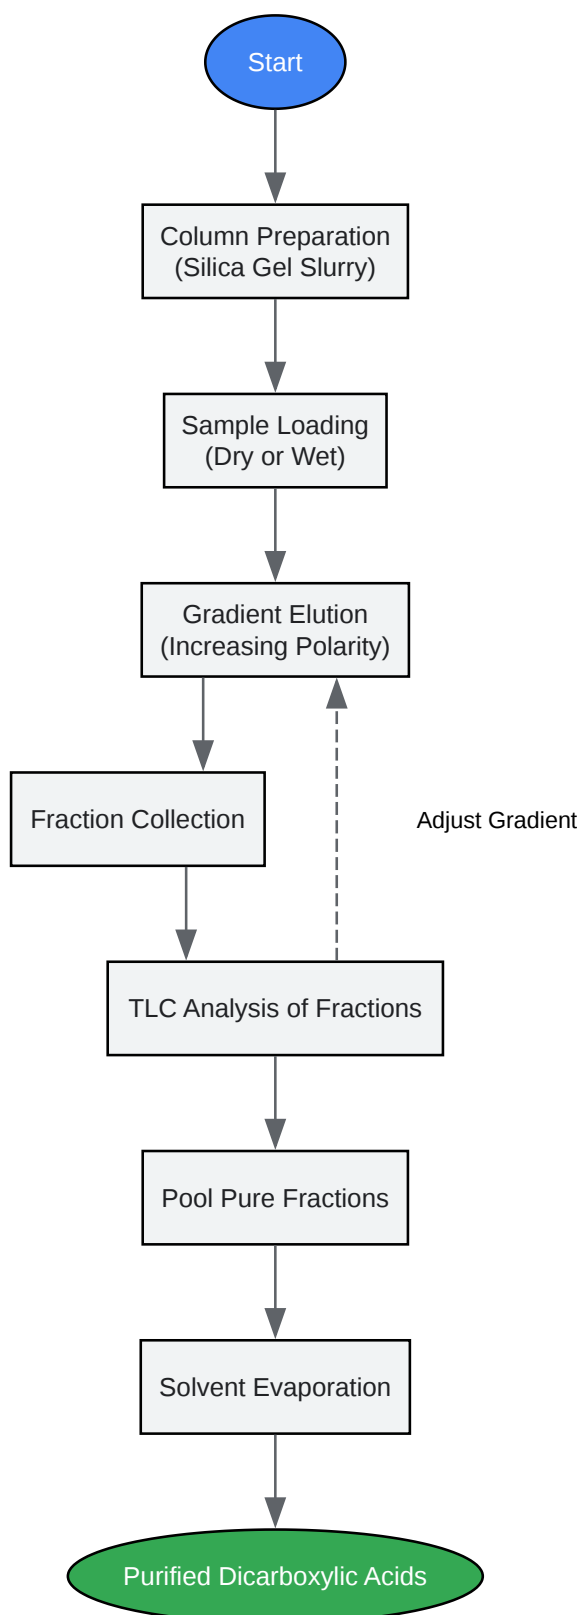 Start
Column Preparation
(Silica Gel Slurry)
Sample Loading
(Dry or Wet)
Gradient Elution
(Increasing Polarity)
Fraction Collection
Adjust Gradient
TLC Analysis of Fractions
Pool Pure Fractions
Solvent Evaporation
Purified Dicarboxylic Acids